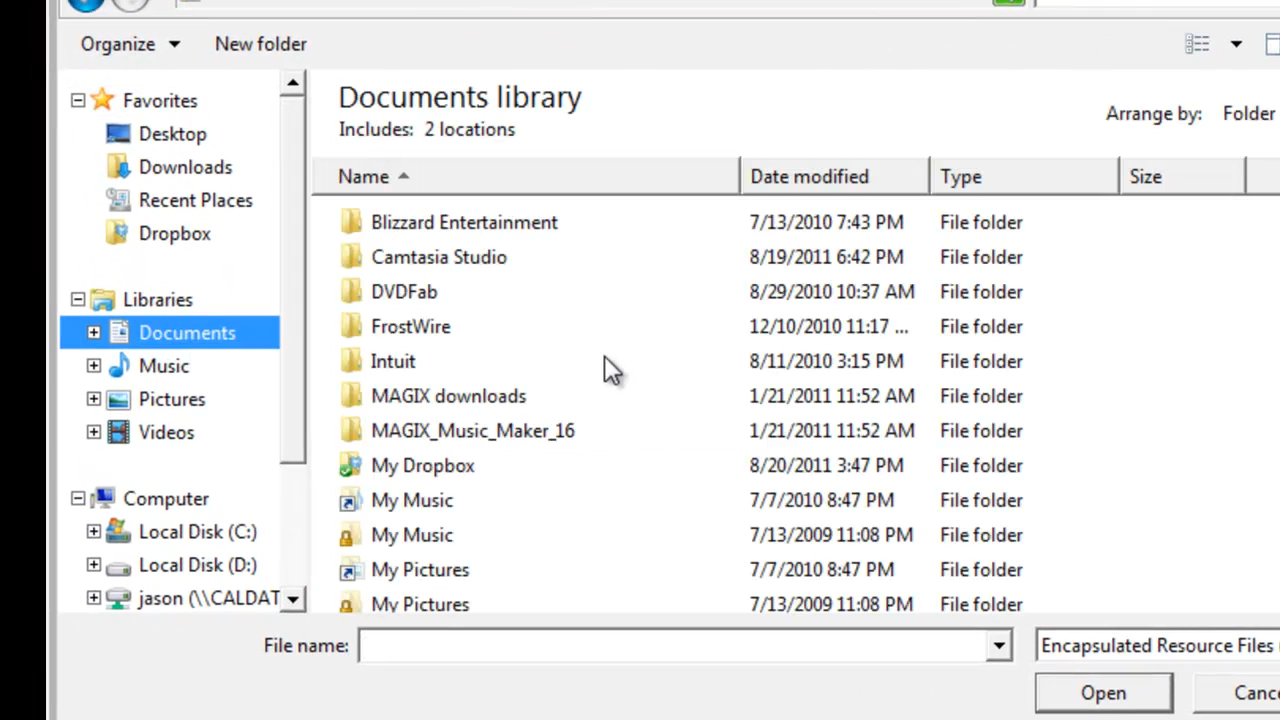 Organize New folder
Favorites
Desktop
Downloads
Recent Places
Dropbox
Libraries
Documents
Music
Pictures
Videos
Computer
Local Disk (C:)
Local Disk (D:)
jason (\\CALDAT
Documents library
Includes: 2 locations
Arrange by: Folder
Name Date modified Type Size
Blizzard Entertainment 7/13/2010 7:43 PM File folder
Camtasia Studio 8/19/2011 6:42 PM File folder
DVDFab 8/29/2010 10:37 AM File folder
FrostWire 12/10/2010 11:17 ... File folder
Intuit 8/11/2010 3:15 PM File folder
MAGIX downloads 1/21/2011 11:52 AM File folder
MAGIX_Music_Maker_16 1/21/2011 11:52 AM File folder
My Dropbox 8/20/2011 3:47 PM File folder
My Music 7/7/2010 8:47 PM File folder
My Music 7/13/2009 11:08 PM File folder
My Pictures 7/7/2010 8:47 PM File folder
My Pictures 7/13/2009 11:08 PM File folder
File name: Encapsulated Resource Files
Open Cance